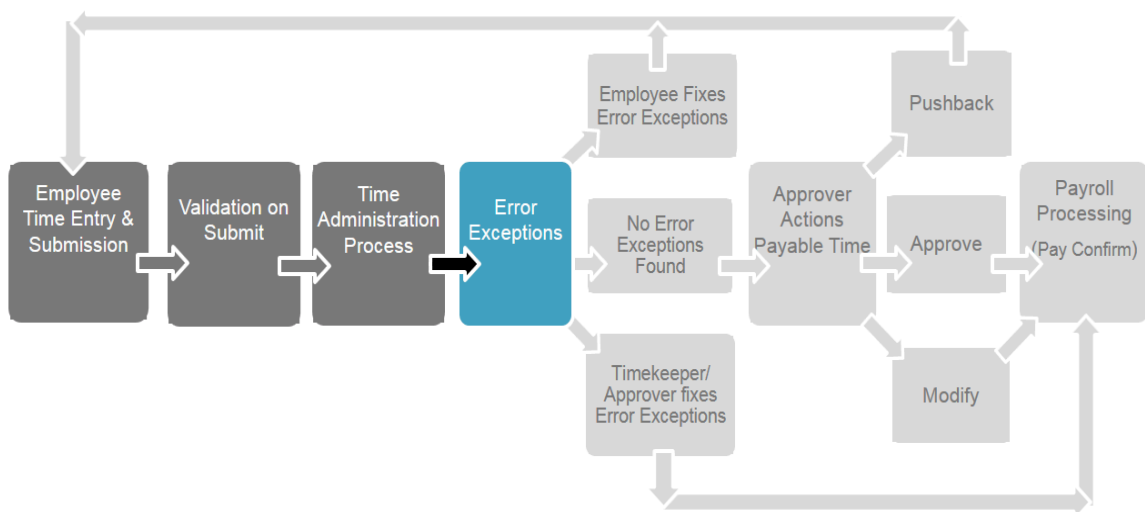 Employee
Time Entry &
Submission
Validation on
Submit
Time
Administration
Process
Error
Exceptions
Employee Fixes
Error Exceptions
No Error
Exceptions
Found
Timekeeper/
Approver fixes
Error Exceptions
Approver
Actions
Payable Time
Pushback
Approve
Modify
Payroll
Processing
(Pay Confirm)